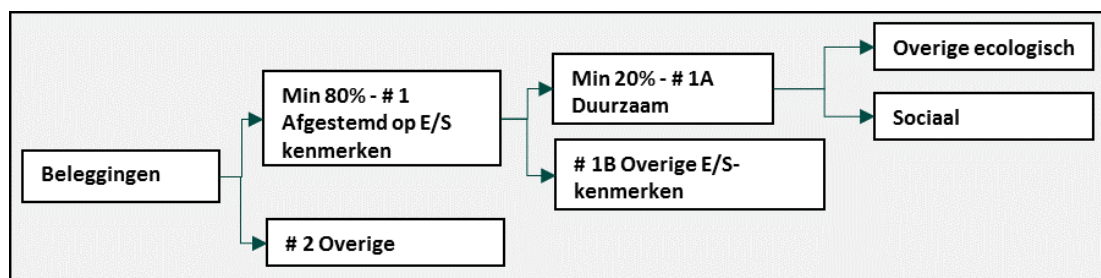 Beleggingen
Min 80% - # 1
Afgestemd op E/S
kenmerken
# 2 Overige
Min 20% - # 1A
Duurzaam
# 1B Overige E/S-
kenmerken
Overige ecologisch
Sociaal